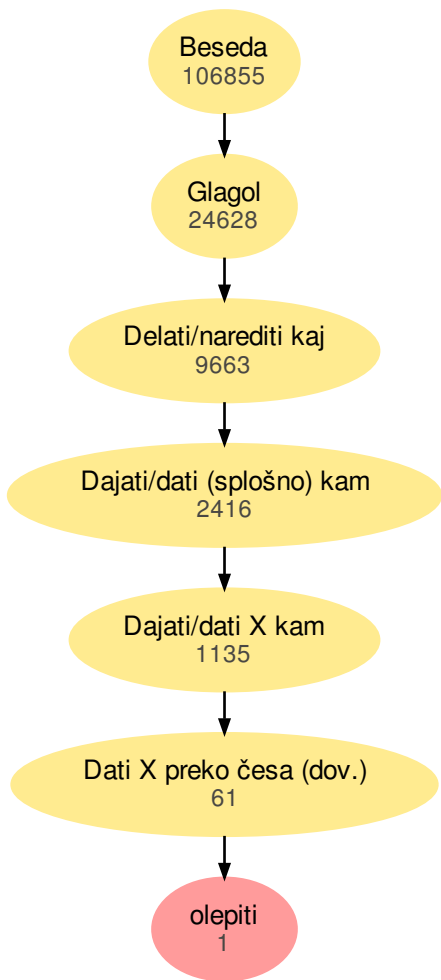 Beseda
106855
Glagol
24628
Delati/narediti kaj
9663
Dajati/dati (splošno) kam
2416
Dajati/dati X kam
1135
Dati X preko česa (dov.)
61
olepiti
1